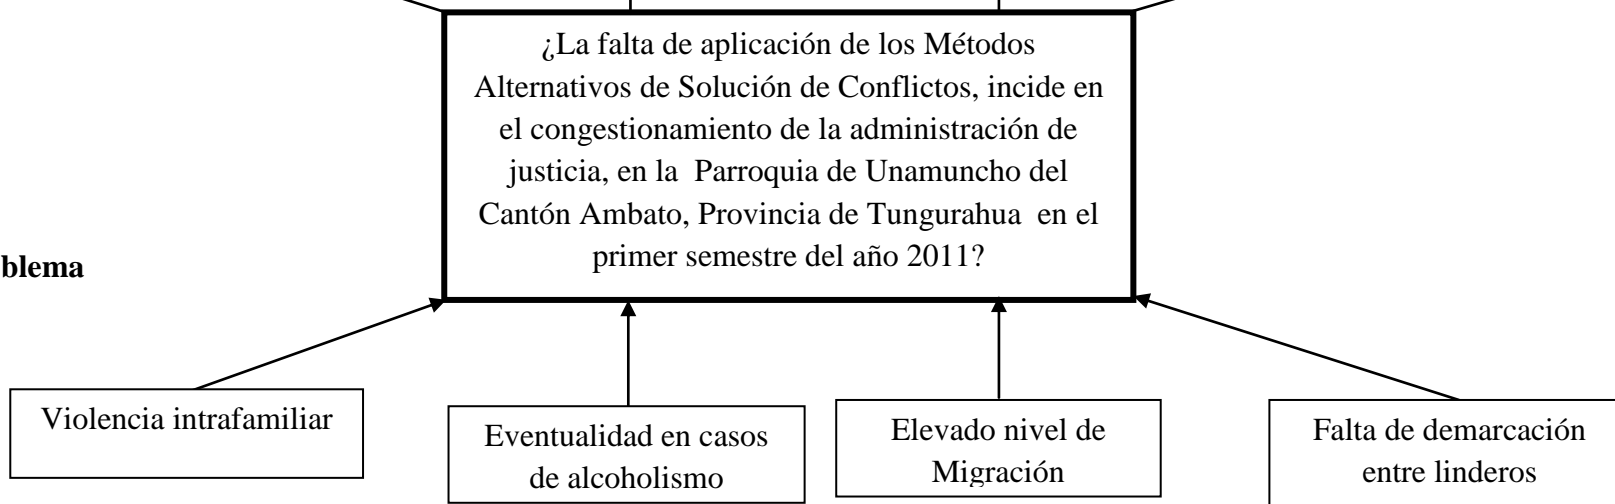 ¿La falta de aplicación de los Métodos
Alternativos de Solución de Conflictos, incide en
el congestionamiento de la administración de
justicia, en la  Parroquia de Unamuncho del
Cantón Ambato, Provincia de Tungurahua  en el
primer semestre del año 2011?
blema
Violencia intrafamiliar
Eventualidad en casos
de alcoholismo
Elevado nivel de
Migración
Falta de demarcación
entre linderos